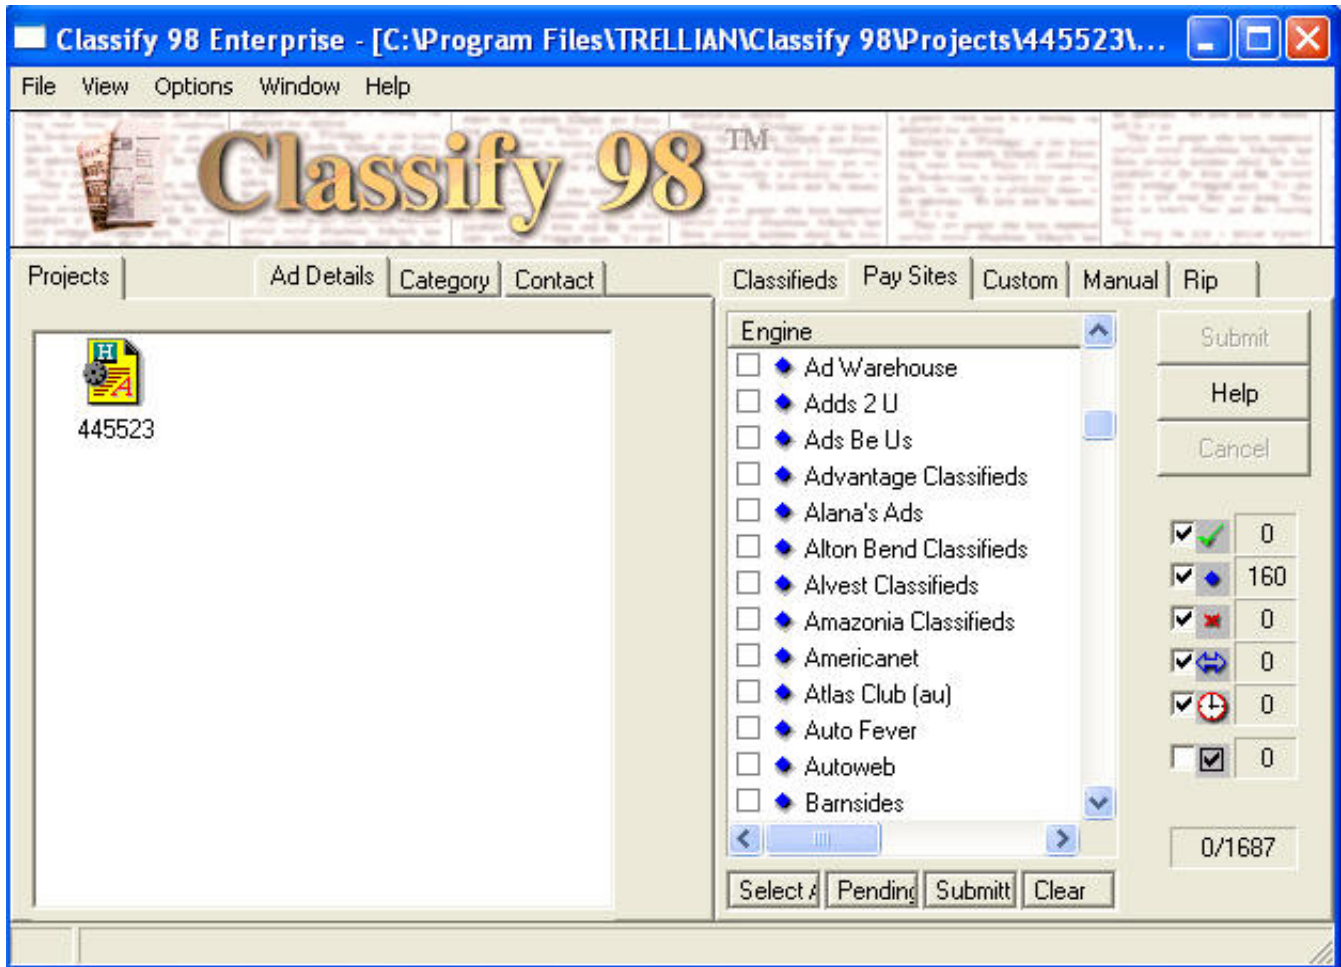 Classify 98 Enterprise - [C:\Program Files\TRELLIAN\Classify 98\Projects\445523\...
File View Options Window Help
Classify 98 TM
Projects Ad Details Category Contact Classifieds Pay Sites Custom Manual Rip
Engine
Ad Warehouse
Adds 2 U
Ads Be Us
Advantage Classifieds
Alana's Ads
Alton Bend Classifieds
Alvest Classifieds
Amazonia Classifieds
Americanet
Atlas Club (au)
Auto Fever
Autoweb
Barnsides
445523
Submit
Help
Cancel
0
160
0
0
0
0
0/1687
Select A Pending Submitt Clear